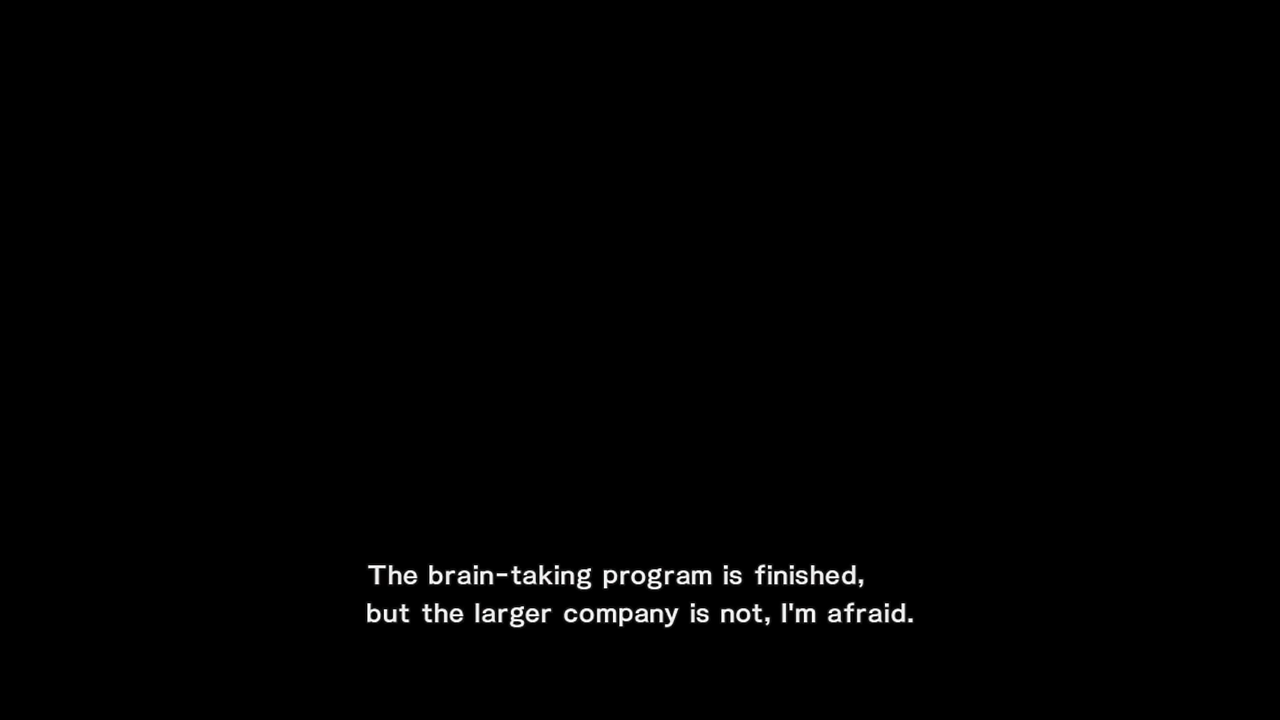 The brain-taking program is finished,
but the larger company is not, I'm afraid.